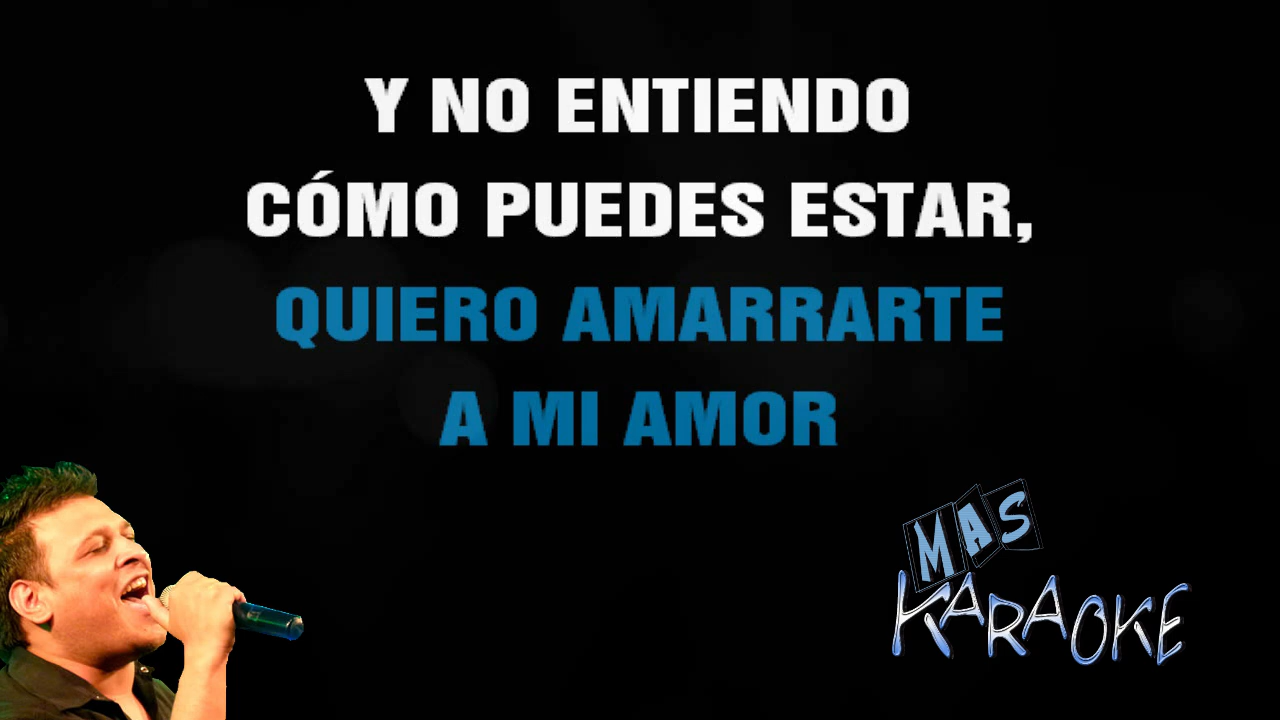 Y NO ENTIENDO
CÓMO PUEDES ESTAR,
QUIERO AMARRARTE
A MI AMOR
MAS
KARAOKE